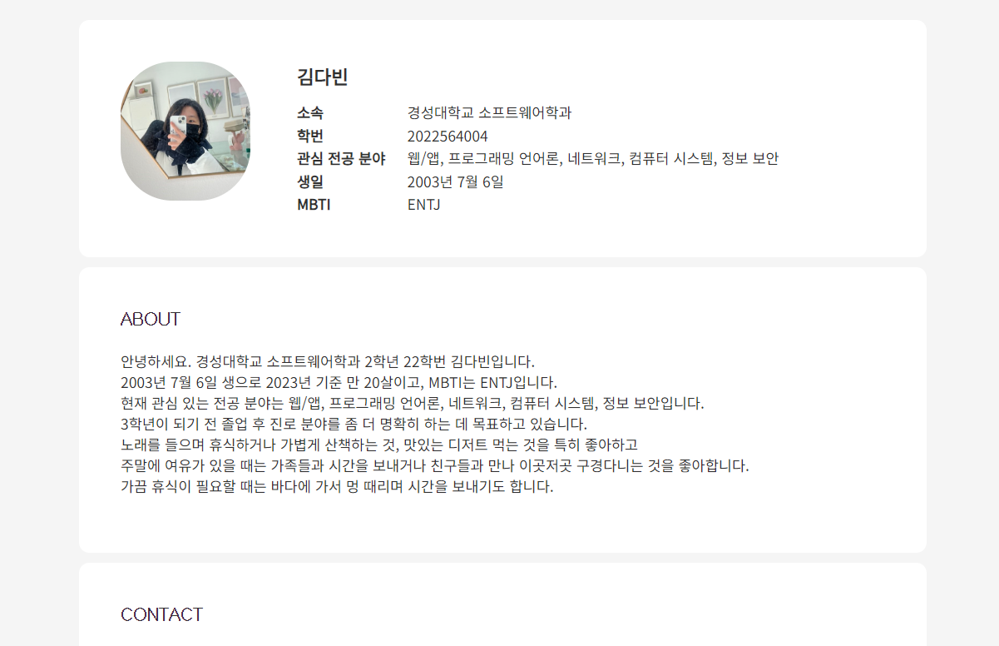 김다빈
소속 경성대학교 소프트웨어학과
학번 2022564004
관심 전공 분야 웹/앱, 프로그래밍 언어론, 네트워크, 컴퓨터 시스템, 정보 보안
생일 2003년 7월 6일
MBTI ENTJ
ABOUT
안녕하세요. 경성대학교 소프트웨어학과 2학년 22학번 김다빈입니다.
2003년 7월 6일 생으로 2023년 기준 만 20살이고, MBTI는 ENTJ입니다.
현재 관심 있는 전공 분야는 웹/앱, 프로그래밍 언어론, 네트워크, 컴퓨터 시스템, 정보 보안입니다.
3학년이 되기 전 졸업 후 진로 분야를 좀 더 명확히 하는 데 목표하고 있습니다.
노래를 들으며 휴식하거나 가볍게 산책하는 것, 맛있는 디저트 먹는 것을 특히 좋아하고
주말에 여유가 있을 때는 가족들과 시간을 보내거나 친구들과 만나 이곳저곳 구경다니는 것을 좋아합니다.
가끔 휴식이 필요할 때는 바다에 가서 멍 때리며 시간을 보내기도 합니다.
CONTACT